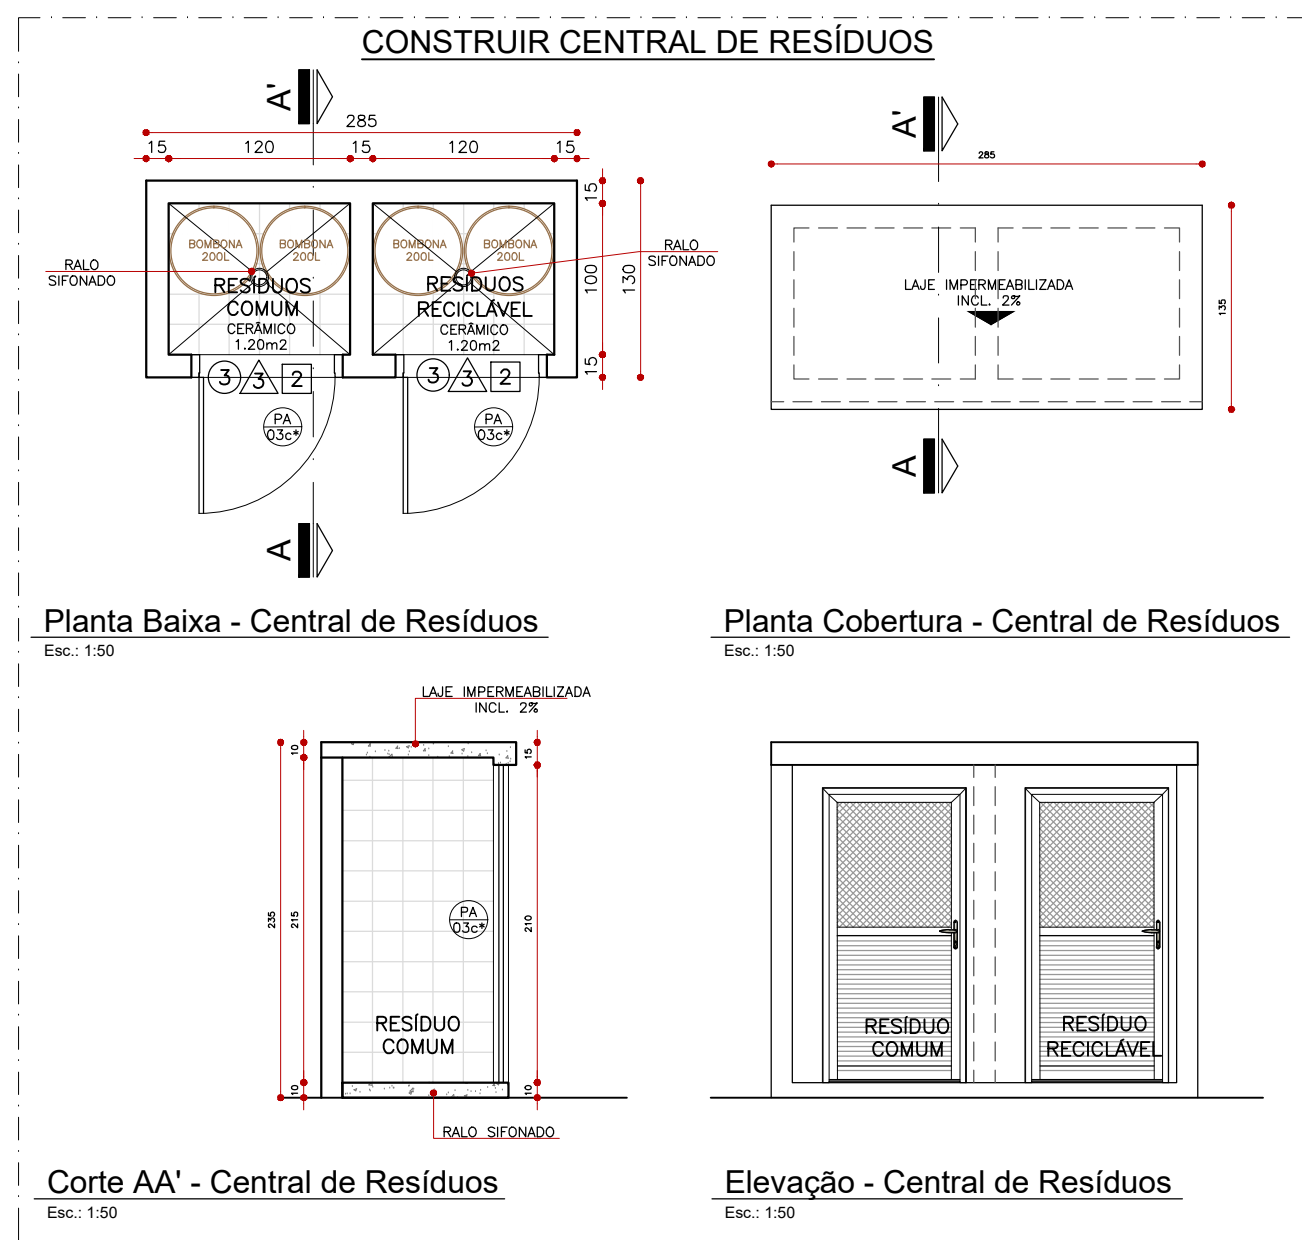 CONSTRUIR CENTRAL DE RESÍDUOS
A'
285
15 120 15 120 15
15
100
130
15
BOMBONA
200L
BOMBONA
200L
BOMBONA
200L
BOMBONA
200L
RALO
SIFONADO
RALO
SIFONADO
RESÍDUOS
COMUM
CERÂMICO
1.20m2
RESÍDUOS
RECICLÁVEL
CERÂMICO
1.20m2
3 3 2
3 3 2
PA
03c*
PA
03c*
A
Planta Baixa - Central de Resíduos
Esc.: 1:50
A'
285
LAJE IMPERMEABILIZADA
INCL. 2%
135
A
Planta Cobertura - Central de Resíduos
Esc.: 1:50
LAJE IMPERMEABILIZADA
INCL. 2%
10
15
235
215
210
PA
03c*
RESÍDUO
COMUM
10
10
RALO SIFONADO
Corte AA' - Central de Resíduos
Esc.: 1:50
RESÍDUO
COMUM
RESÍDUO
RECICLÁVEL
Elevação - Central de Resíduos
Esc.: 1:50